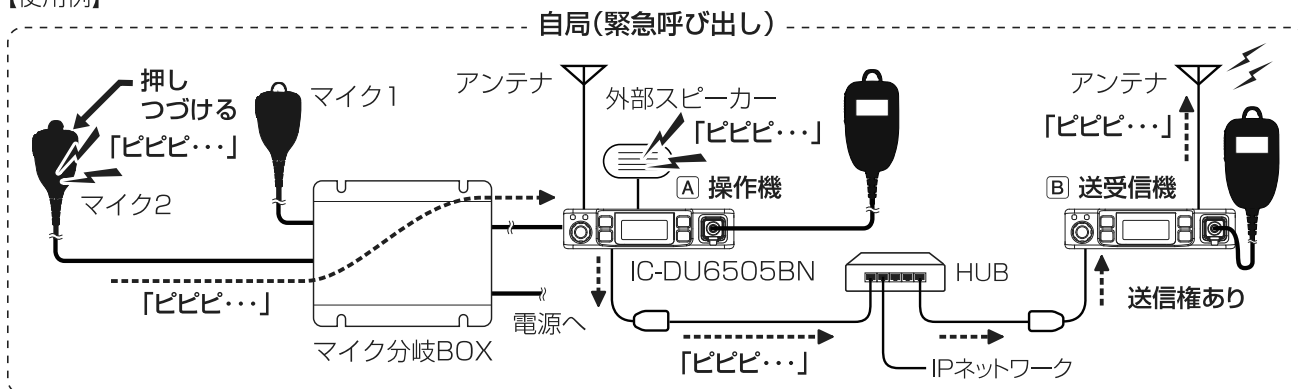 【使用例】
自局(緊急呼び出し)
押し
つづける
「ピピピ・・・」
マイク2
マイク1
「ピピピ・・・」
マイク分岐BOX
電源へ
アンテナ
外部スピーカー
「ピピピ・・・」
A 操作機
IC-DU6505BN
「ピピピ・・・」
HUB
IPネットワーク
アンテナ
「ピピピ・・・」
B 送受信機
送信権あり